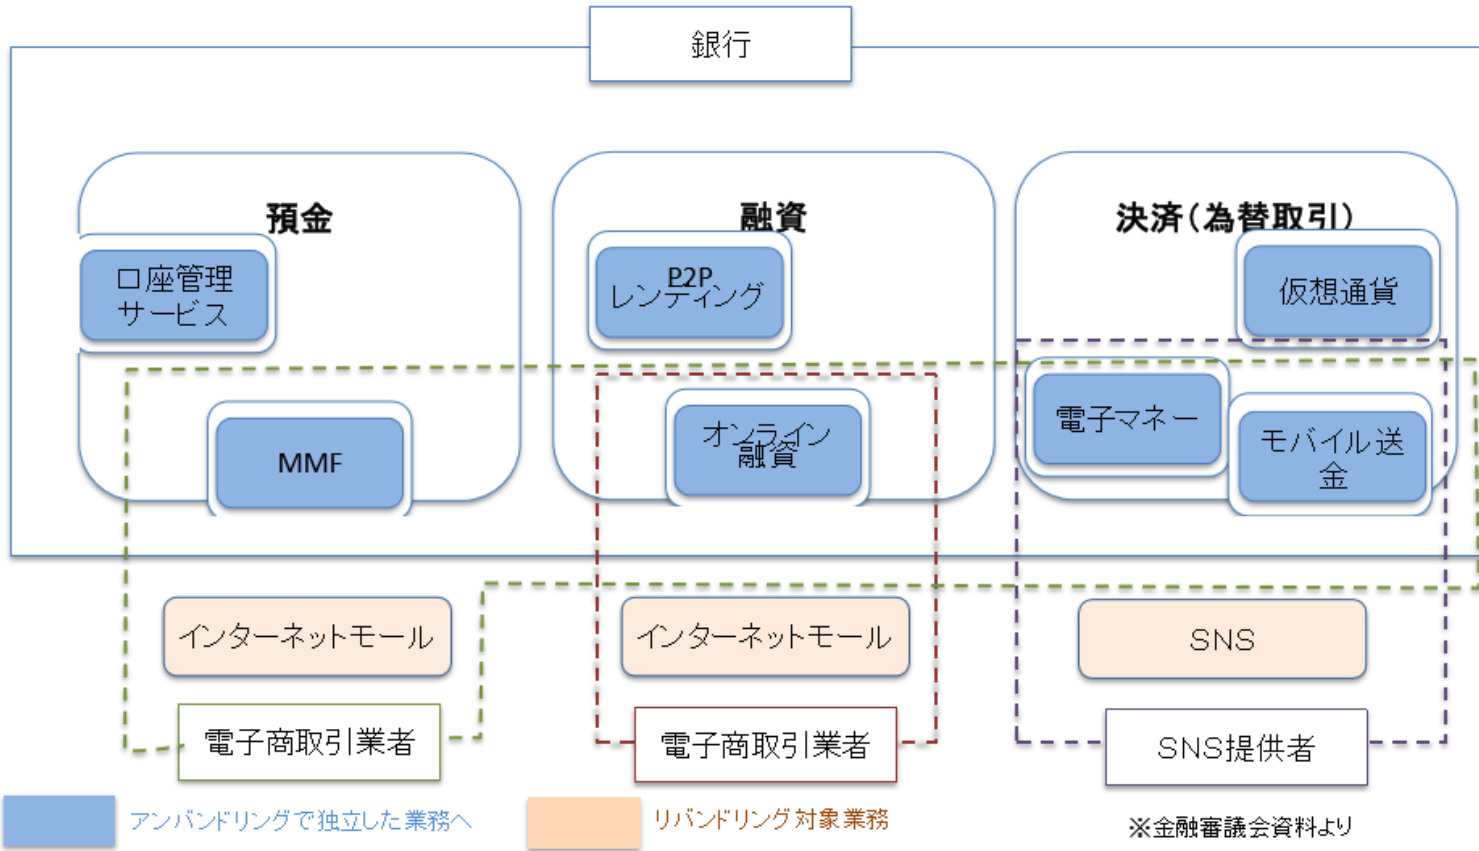 銀行
預金
融資
決済(為替取引)
口座管理
サービス
P2P
レンディング
仮想通貨
MMF
オンライン
融資
電子マネー
モバイル送
金
インターネットモール
インターネットモール
SNS
電子商取引業者
電子商取引業者
SNS提供者
アンバンドリングで独立した業務へ
リバンドリング対象業務
※金融審議会資料より